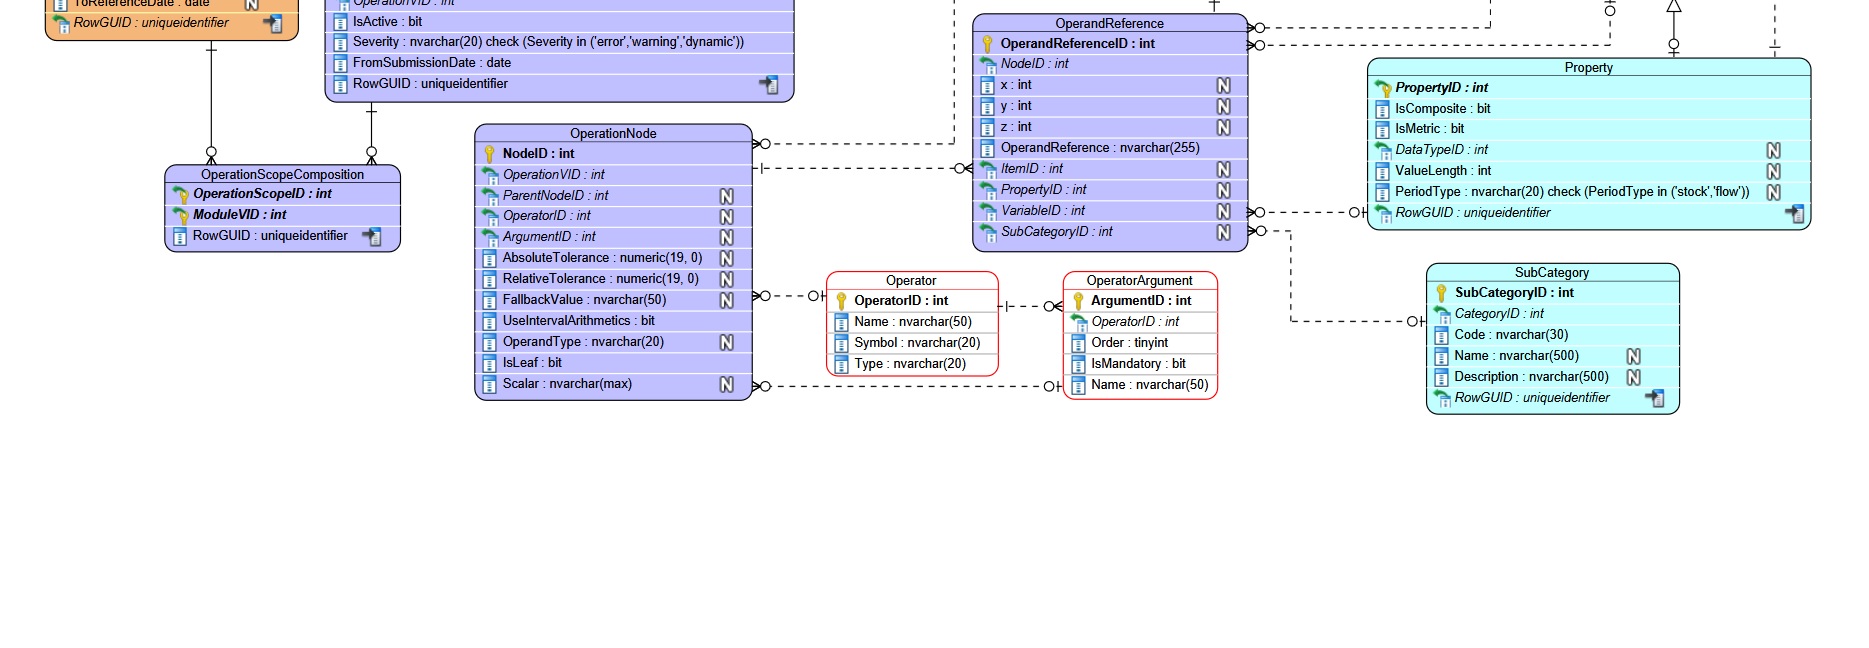 ToReferenceDate : date N
RowGUID : uniqueidentifier
OperationVID : int
IsActive : bit
Severity : nvarchar(20) check (Severity in ('error','warning','dynamic'))
FromSubmissionDate : date
RowGUID : uniqueidentifier
OperationScopeComposition
OperationScopeID : int
ModuleVID : int
RowGUID : uniqueidentifier
OperationNode
NodeID : int
OperationVID : int
ParentNodeID : int N
OperatorID : int N
ArgumentID : int N
AbsoluteTolerance : numeric(19, 0) N
RelativeTolerance : numeric(19, 0) N
FallbackValue : nvarchar(50) N
UseIntervalArithmetics : bit
OperandType : nvarchar(20) N
IsLeaf : bit
Scalar : nvarchar(max) N
Operator
OperatorID : int
Name : nvarchar(50)
Symbol : nvarchar(20)
Type : nvarchar(20)
OperandReference
OperandReferenceID : int
NodeID : int
x : int N
y : int N
z : int N
OperandReference : nvarchar(255)
ItemID : int N
PropertyID : int N
VariableID : int N
SubCategoryID : int N
OperatorArgument
ArgumentID : int
OperatorID : int
Order : tinyint
IsMandatory : bit
Name : nvarchar(50)
Property
PropertyID : int
IsComposite : bit
IsMetric : bit
DataTypeID : int N
ValueLength : int N
PeriodType : nvarchar(20) check (PeriodType in ('stock','flow')) N
RowGUID : uniqueidentifier
SubCategory
SubCategoryID : int
CategoryID : int
Code : nvarchar(30)
Name : nvarchar(500) N
Description : nvarchar(500) N
RowGUID : uniqueidentifier